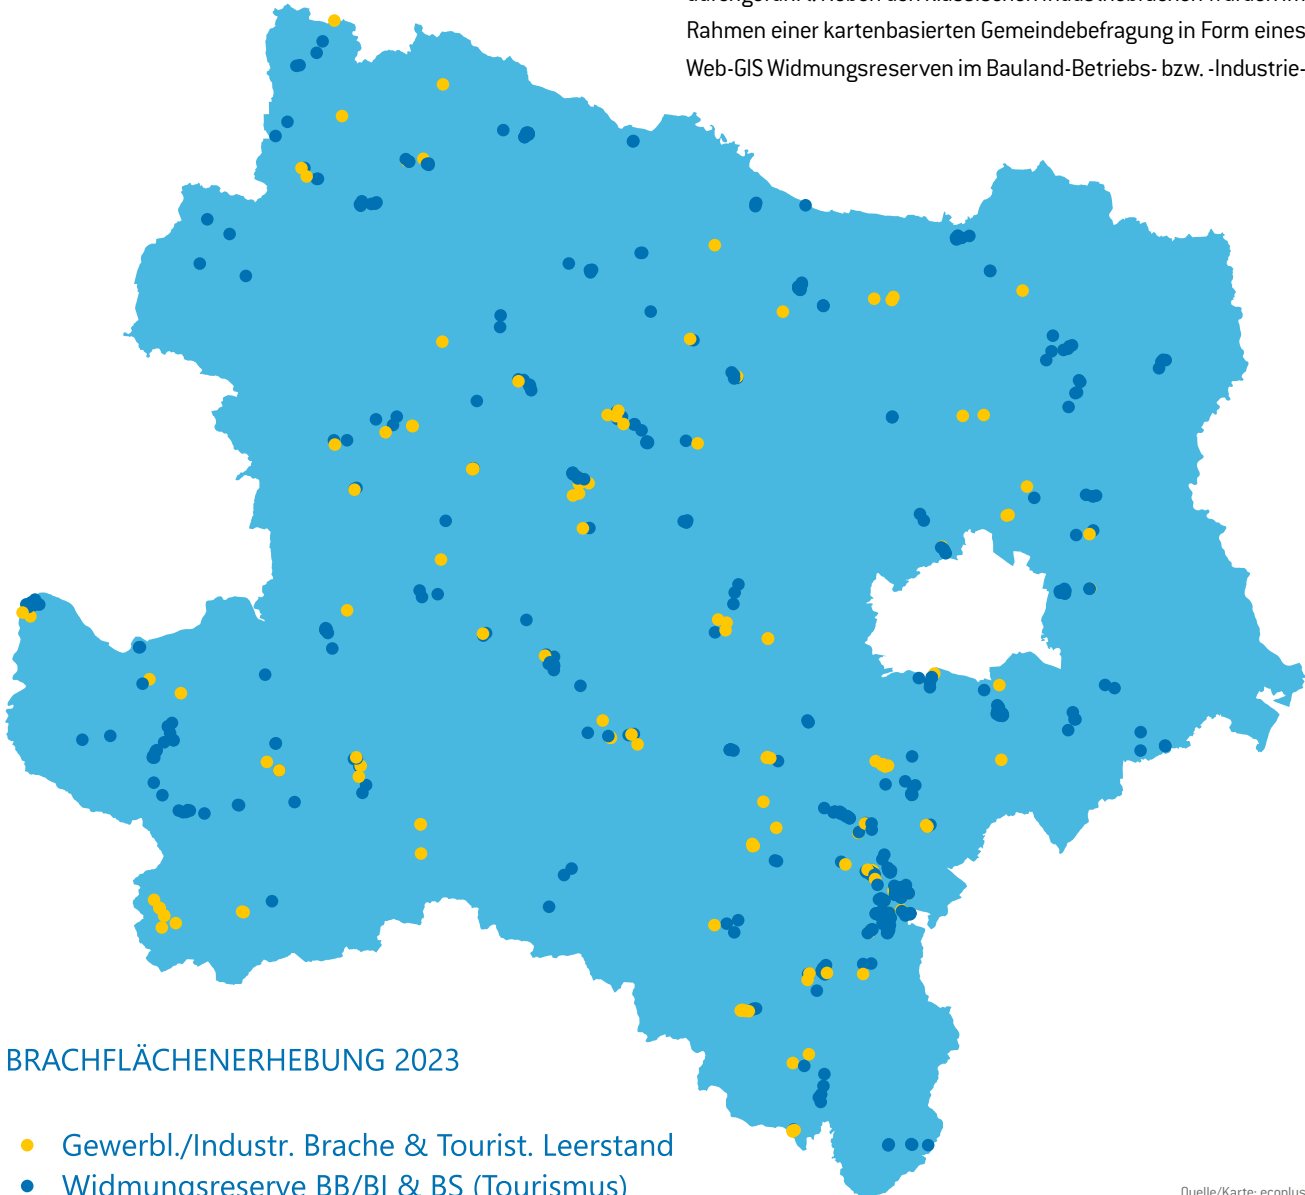 Rahmen einer kartenbasierten Gemeindebefragung in Form eines
Web-GIS Widmungsreserven im Bauland-Betriebs- bzw. -Industrie-
BRACHFLÄCHENERHEBUNG 2023
Gewerbl./Industr. Brache & Tourist. Leerstand
Widmungsreserve BB/BI & BS (Tourismus)
Quelle/Karte: ecoplus